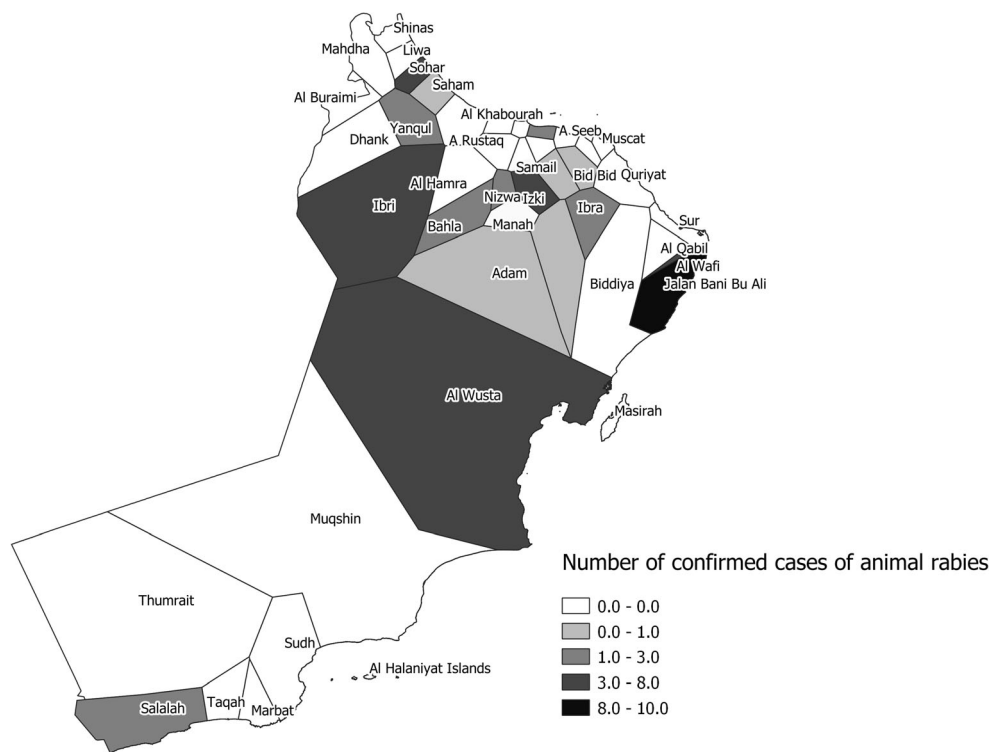 Shinas
Mahdha
Liwa
Sohar
Saham
Al Buraimi
Al Khabourah
Yanqul
Dhank
A Rustaq
A Seeb
Muscat
Samail
Bid Bid
Quriyat
Al Hamra
Nizwa
Izki
Ibri
Ibra
Bahla
Manah
Sur
Al Qabil
Al Wafi
Adam
Biddiya
Jalan Bani Bu Ali
Al Wusta
Masirah
Muqshin
Thumrait
Sudh
Al Halaniyat Islands
Salalah
Taqah
Marbat
Number of confirmed cases of animal rabies
0.0 - 0.0
0.0 - 1.0
1.0 - 3.0
3.0 - 8.0
8.0 - 10.0